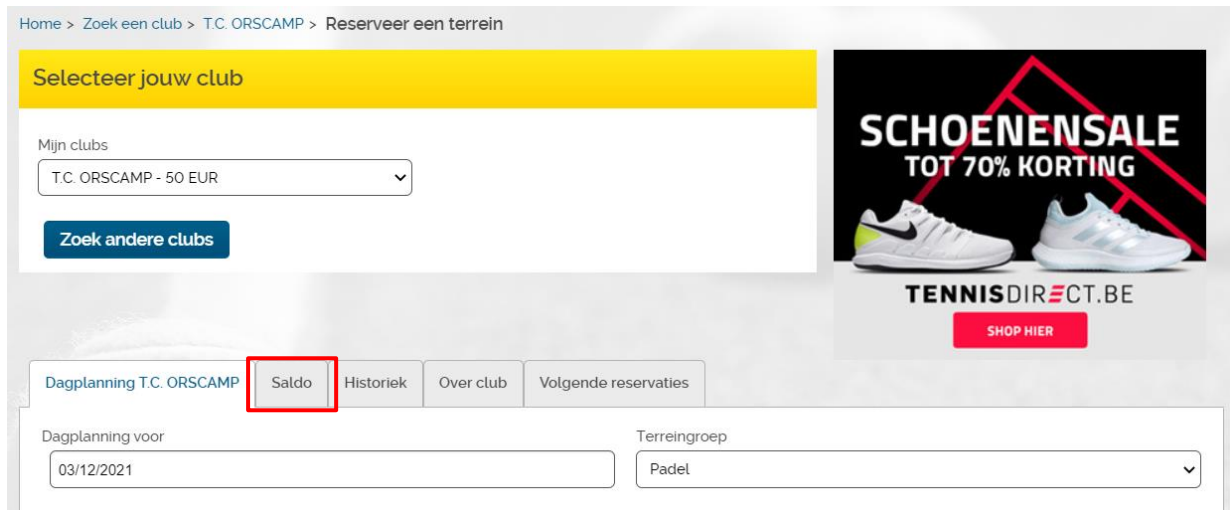 Home > Zoek een club > T.C. ORSCAMP > Reserveer een terrein
Selecteer jouw club
Mijn clubs
T.C. ORSCAMP - 50 EUR
Zoek andere clubs
SCHOENENSALE
TOT 70% KORTING
TENNISDIRECT.BE
SHOP HIER
Dagplanning T.C. ORSCAMP Saldo Historiek Over club Volgende reservaties
Dagplanning voor Terreingroep
03/12/2021 Padel